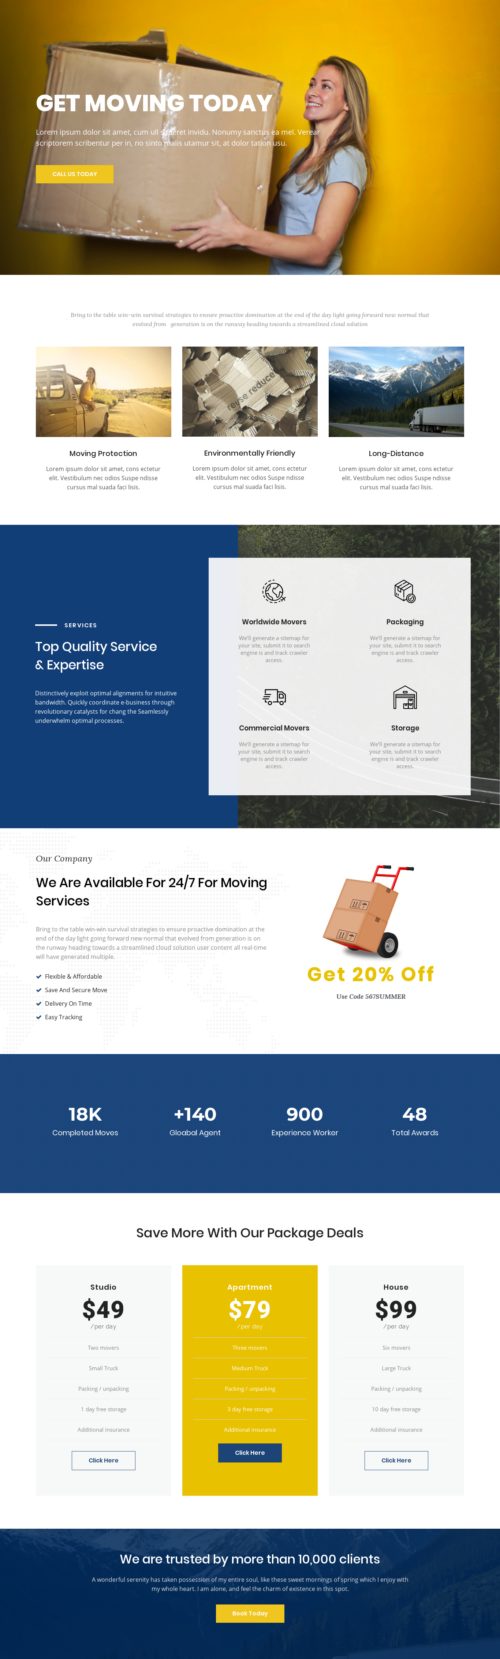 GET MOVING TODAY
Lorem ipsum dolor sit amet, cum ull speret invidu. Nonumy sanctus ea mei. Verear
scriptorem scribentur per in, no sinto malis utamur sit, at dolor tation usu.
CALL US TODAY
Bring to the table win-win survival strategies to ensure proactive domination at the end of the day light going forward new normal that
evolved from generation is on the runway heading towards a streamlined cloud solution
reuse reduce
Moving Protection
Environmentally Friendly
Long-Distance
Lorem ipsum dolor sit amet, cons ectetur
elit. Vestibulum nec odios Suspe ndisse
cursus mal suada faci lisis.
Lorem ipsum dolor sit amet, cons ectetur
elit. Vestibulum nec odios Suspe ndisse
cursus mal suada faci lisis.
Lorem ipsum dolor sit amet, cons ectetur
elit. Vestibulum nec odios Suspe ndisse
cursus mal suada faci lisis.
SERVICES
Top Quality Service
& Expertise
Distinctively exploit optimal alignments for intuitive
bandwidth. Quickly coordinate e-business through
revolutionary catalysts for chang the Seamlessly
underwhelm optimal processes.
Worldwide Movers
We'll generate a sitemap for
your site, submit it to search
engine is and track crawler
access.
Packaging
We'll generate a sitemap for
your site, submit it to search
engine is and track crawler
access.
Commercial Movers
We'll generate a sitemap for
your site, submit it to search
engine is and track crawler
access.
Storage
We'll generate a sitemap for
your site, submit it to search
engine is and track crawler
access.
Our Company
We Are Available For 24/7 For Moving
Services
Bring to the table win-win survival strategies to ensure proactive domination at the
end of the day light going forward new normal that evolved from generation is on
the runway heading towards a streamlined cloud solution user content all real-time
will have generated multiple.
Flexible & Affordable
Save And Secure Move
Delivery On Time
Easy Tracking
Get 20% Off
Use Code 567SUMMER
18K
Completed Moves
+140
Gloabal Agent
900
Experience Worker
48
Total Awards
Save More With Our Package Deals
Studio
$49
/ per day
Two movers
Small Truck
Packing / unpacking
1 day free storage
Additional insurance
Click Here
Apartment
$79
/ per day
Three movers
Medium Truck
Packing / unpacking
3 day free storage
Additional insurance
Click Here
House
$99
/ per day
Six movers
Large Truck
Packing / unpacking
10 day free storage
Additional insurance
Click Here
We are trusted by more than 10,000 clients
A wonderful serenity has taken possession of my entire soul, like these sweet mornings of spring which I enjoy with
my whole heart. I am alone, and feel the charm of existence in this spot.
Book Today